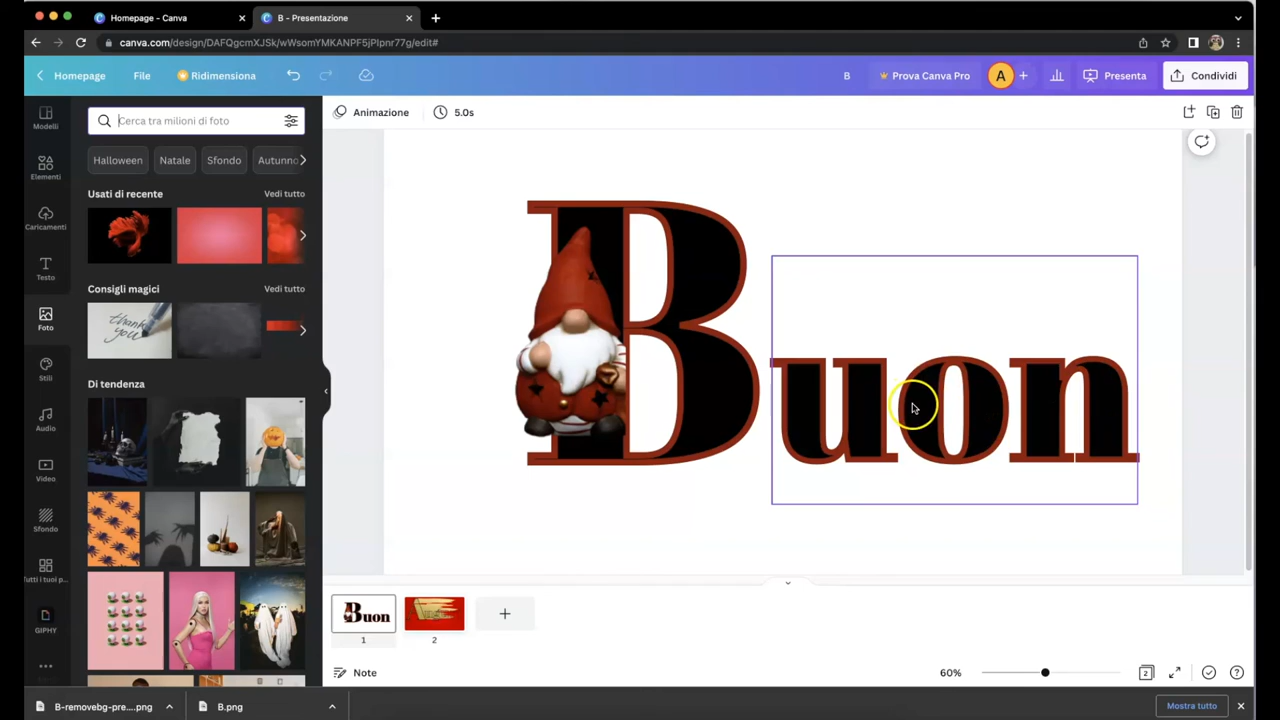 Homepage - Canva
B - Presentazione
canva.com/design/DAFQgcmXJSk/wWsomYMKANPF5jPlpnr77g/edit#
Homepage File Ridimensiona B Prova Canva Pro A Presenta Condividi
Modelli
Elementi
Caricamenti
Testo
Foto
Stili
Audio
Video
Sfondo
Tutti i tuoi p...
GIPHY
Cerca tra milioni di foto
Halloween Natale Sfondo Autunno
Usati di recente Vedi tutto
Consigli magici Vedi tutto
thank you
Di tendenza
Animazione 5.0s
Buon
Buon
1 2
Note 60% 2
B-removebg-pre....png B.png Mostra tutto